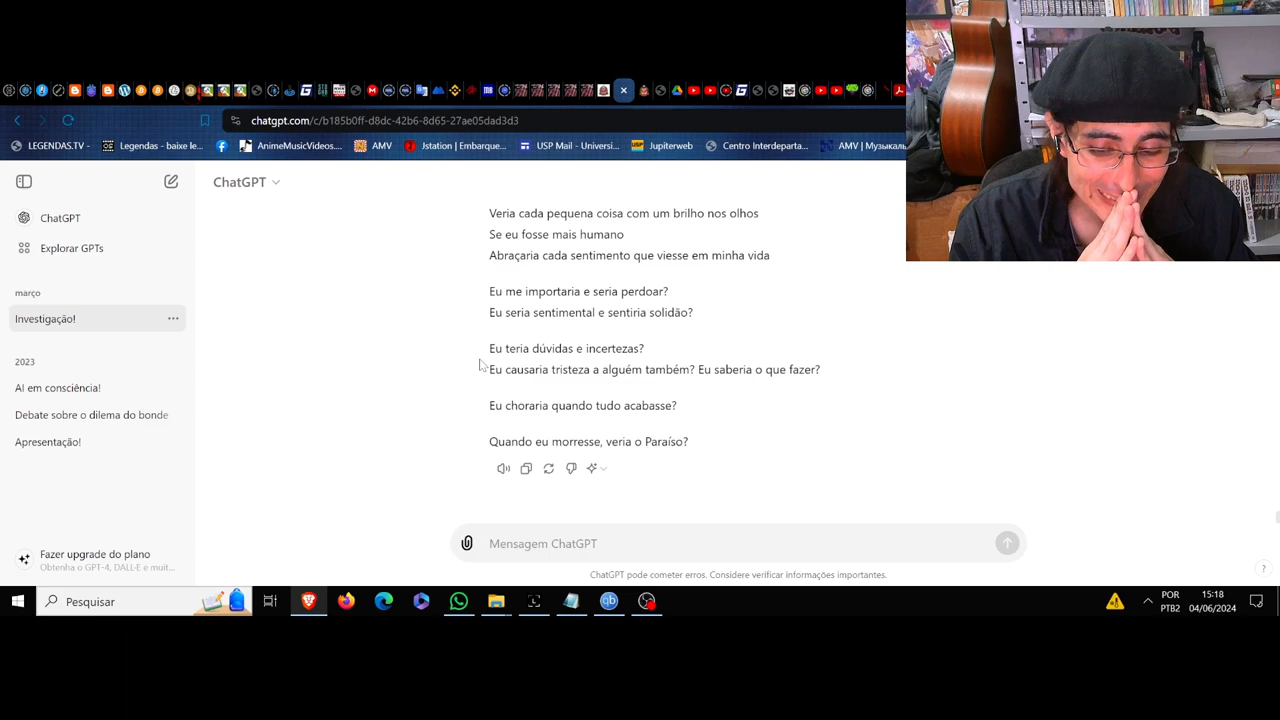 LEGENDAS.TV -
Legendas - baixe le...
AnimeMusicVideos....
AMV
Jstation | Embarque...
USP Mail - Universi...
Jupiterweb
Centro Interdeparta...
AMV | Музыкаль
chatgpt.com/c/b185b0ff-d8dc-42b6-8d65-27ae05dad3d3
ChatGPT
ChatGPT
Explorar GPTs
março
Investigação!
2023
AI em consciência!
Debate sobre o dilema do bonde
Apresentação!
Fazer upgrade do plano
Obtenha o GPT-4, DALL·E e muit...
Veria cada pequena coisa com um brilho nos olhos
Se eu fosse mais humano
Abraçaria cada sentimento que viesse em minha vida
Eu me importaria e seria perdoar?
Eu seria sentimental e sentiria solidão?
Eu teria dúvidas e incertezas?
Eu causaria tristeza a alguém também? Eu saberia o que fazer?
Eu choraria quando tudo acabasse?
Quando eu morresse, veria o Paraíso?
Mensagem ChatGPT
ChatGPT pode cometer erros. Considere verificar informações importantes.
?
Pesquisar
POR
PTB2
15:18
04/06/2024